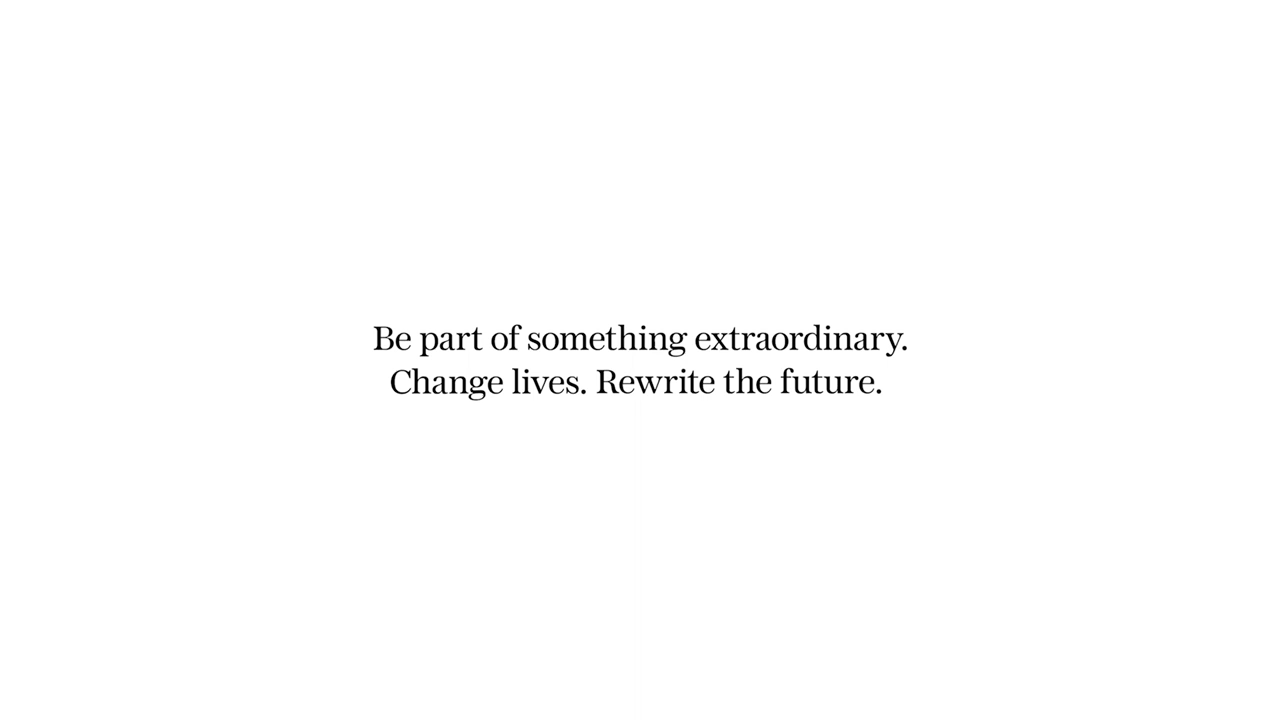 Be part of something extraordinary.
Change lives. Rewrite the future.